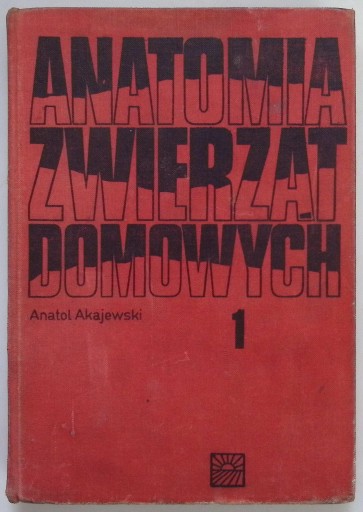 ANATOMIA
ZWIERZĄT
DOMOWYCH
Anatol Akajewski
1